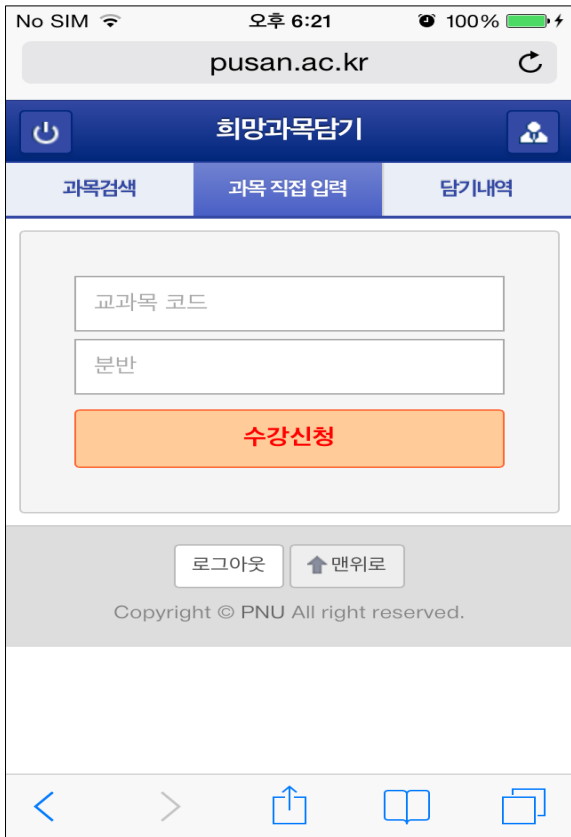 No SIM 오후 6:21 100%
pusan.ac.kr
희망과목담기
과목검색 과목 직접 입력 담기내역
교과목 코드
분반
수강신청
로그아웃 맨위로
Copyright © PNU All right reserved.